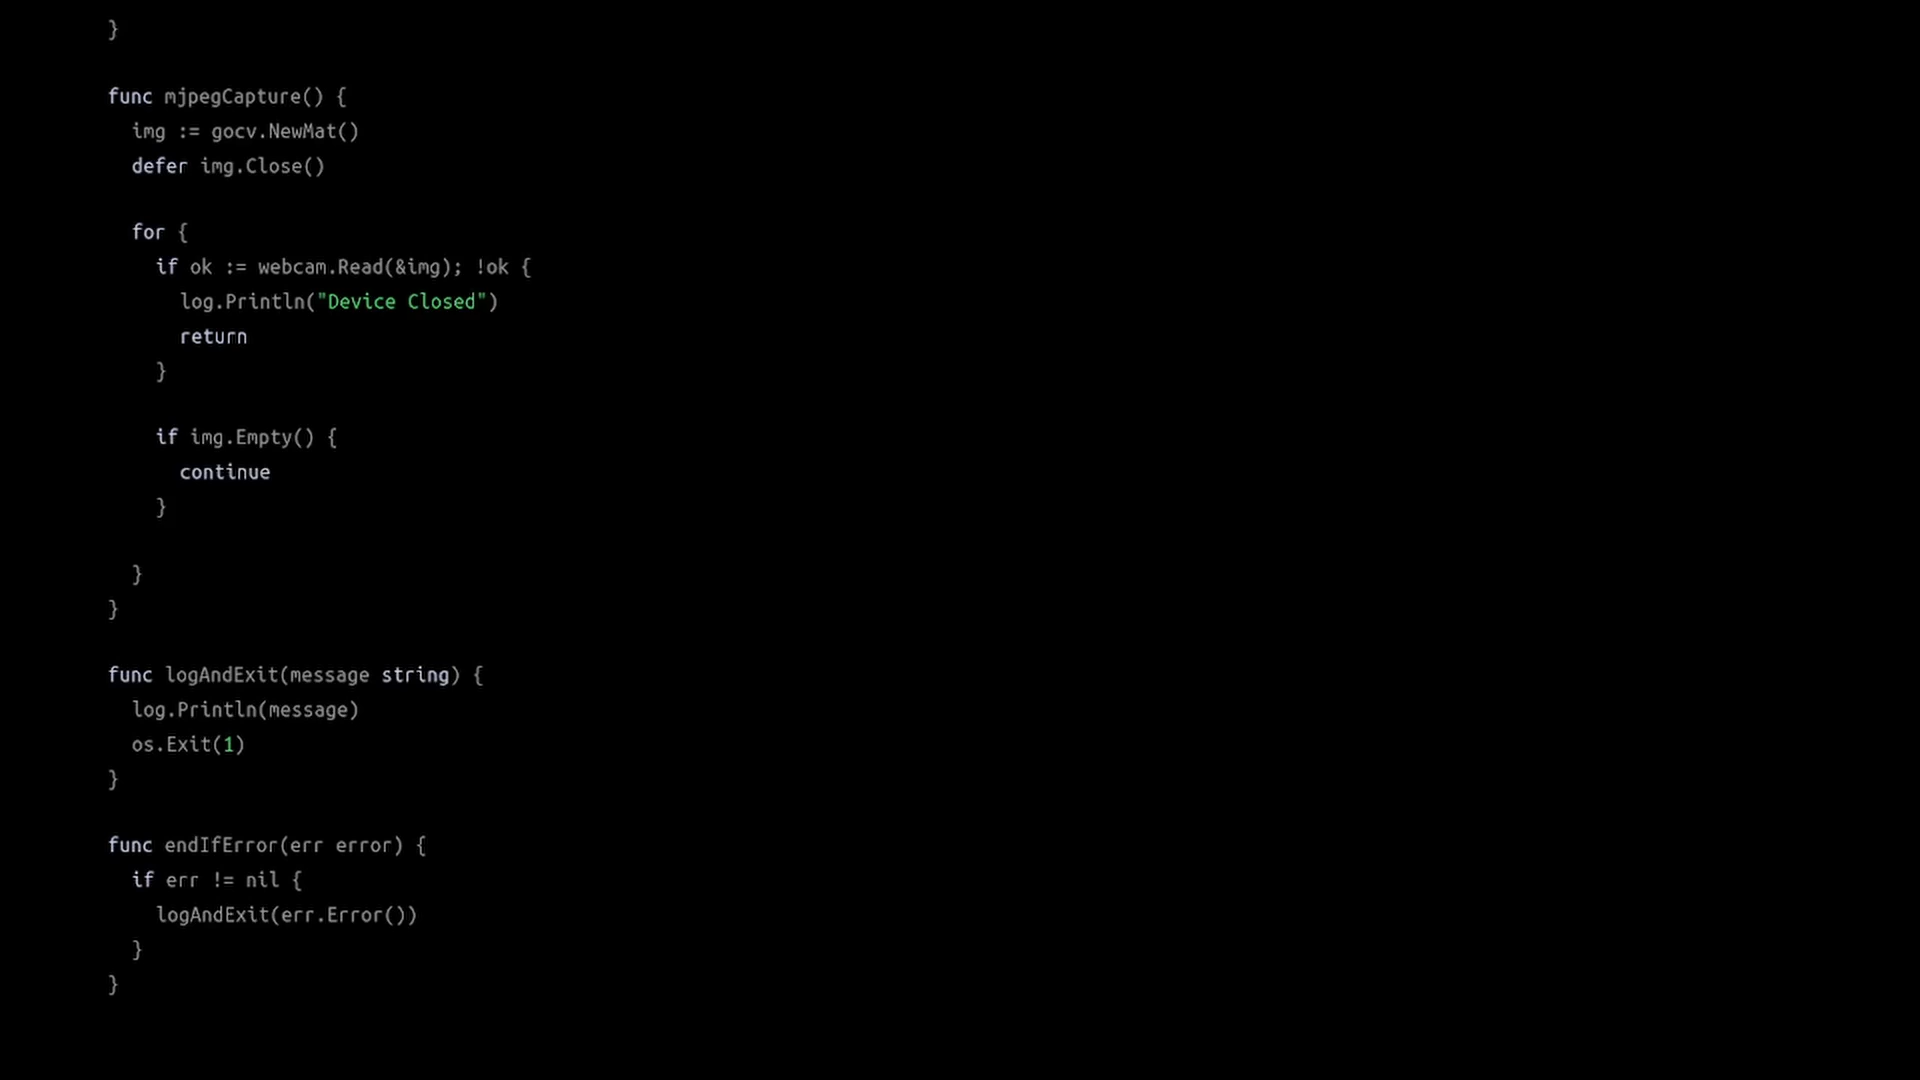 }
func mjpegCapture() {
img := gocv.NewMat()
defer img.Close()
for {
if ok := webcam.Read(&img); !ok {
log.Println("Device Closed")
return
}
if img.Empty() {
continue
}
}
}
func logAndExit(message string) {
log.Println(message)
os.Exit(1)
}
func endIfError(err error) {
if err != nil {
logAndExit(err.Error())
}
}